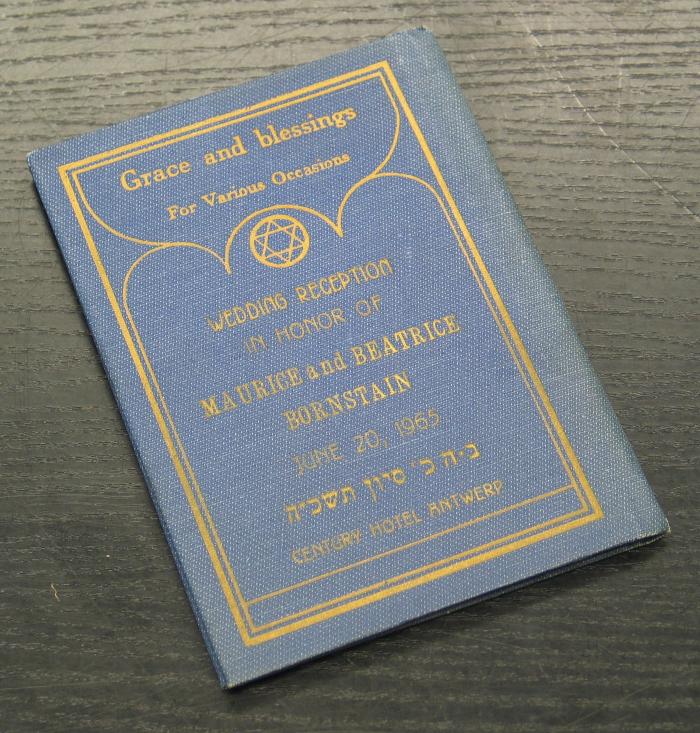 Grace and blessings
For Various Occasions
WEDDING RECEPTION
IN HONOR OF
MAURICE and BEATRICE
BORNSTAIN
JUNE 20, 1965
ב״ה כ׳ סיון תשכ״ה
CENTURY HOTEL ANTWERP